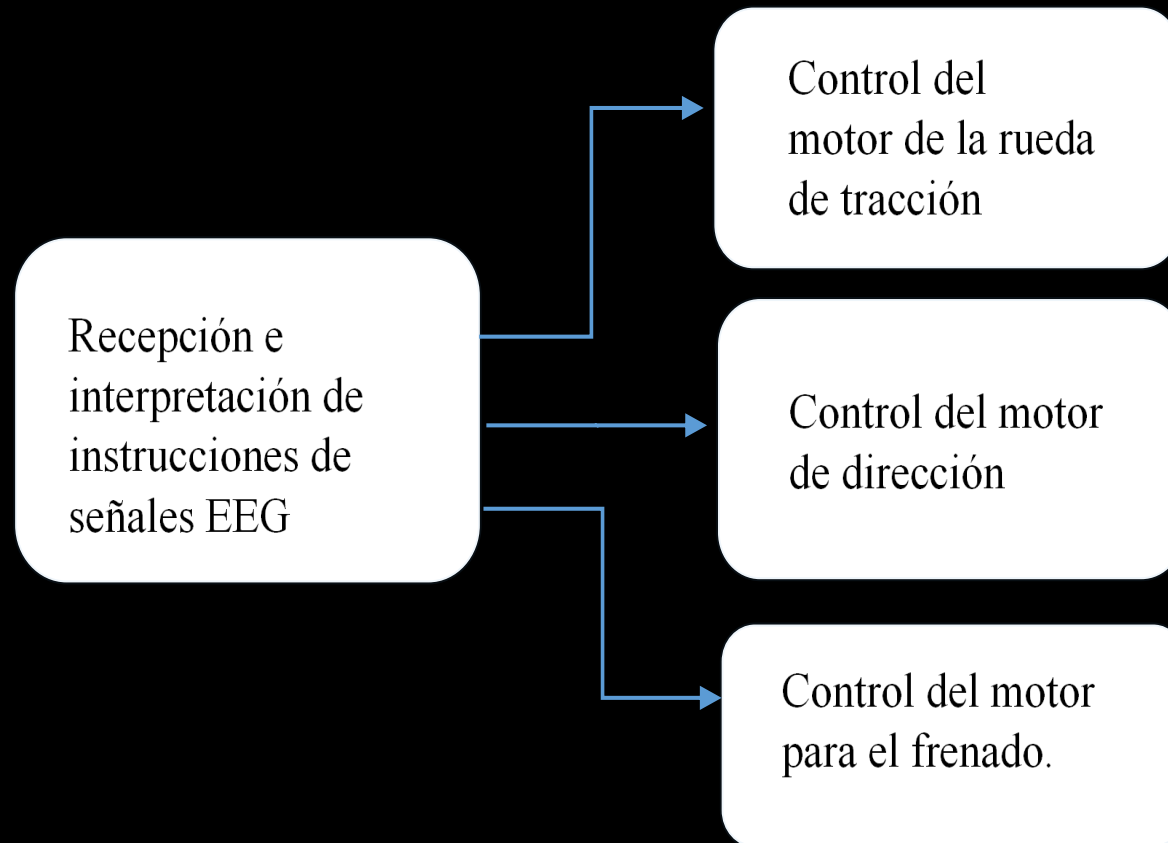 Recepción e
interpretación de
instrucciones de
señales EEG
Control del
motor de la rueda
de tracción
Control del motor
de dirección
Control del motor
para el frenado.